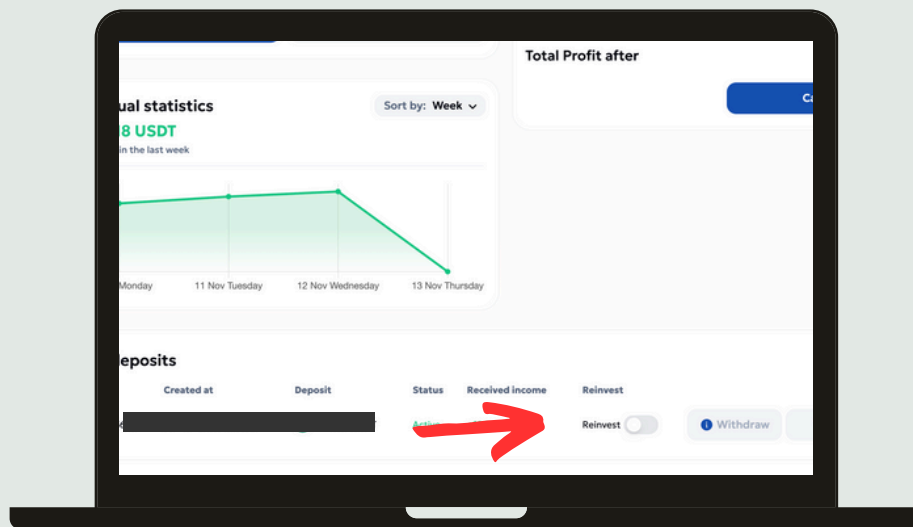 Total Profit after
ual statistics
Sort by: Week
8 USDT
in the last week
Monday
11 Nov Tuesday
12 Nov Wednesday
13 Nov Thursday
eposits
Created at
Deposit
Status
Received income
Reinvest
Reinvest
Withdraw